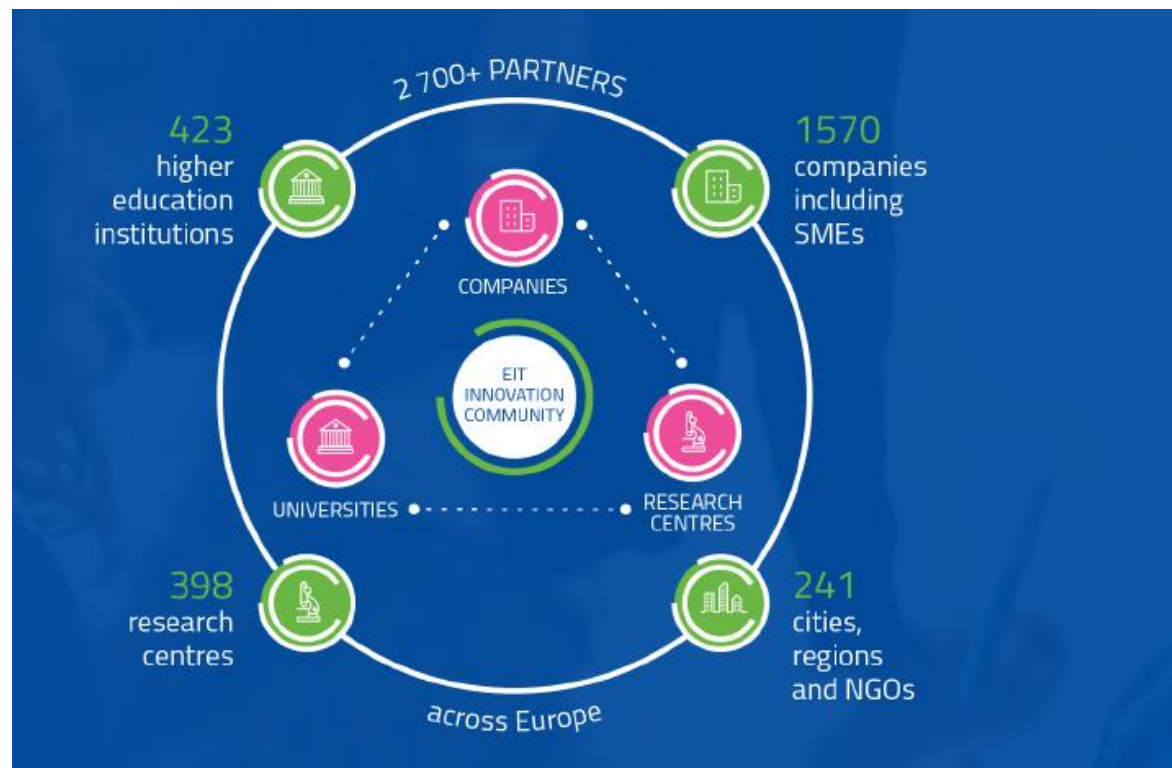 2 700+ PARTNERS
423
higher
education
institutions
1570
companies
including
SMEs
COMPANIES
EIT
INNOVATION
COMMUNITY
UNIVERSITIES
RESEARCH
CENTRES
398
research
centres
241
cities,
regions
and NGOs
across Europe